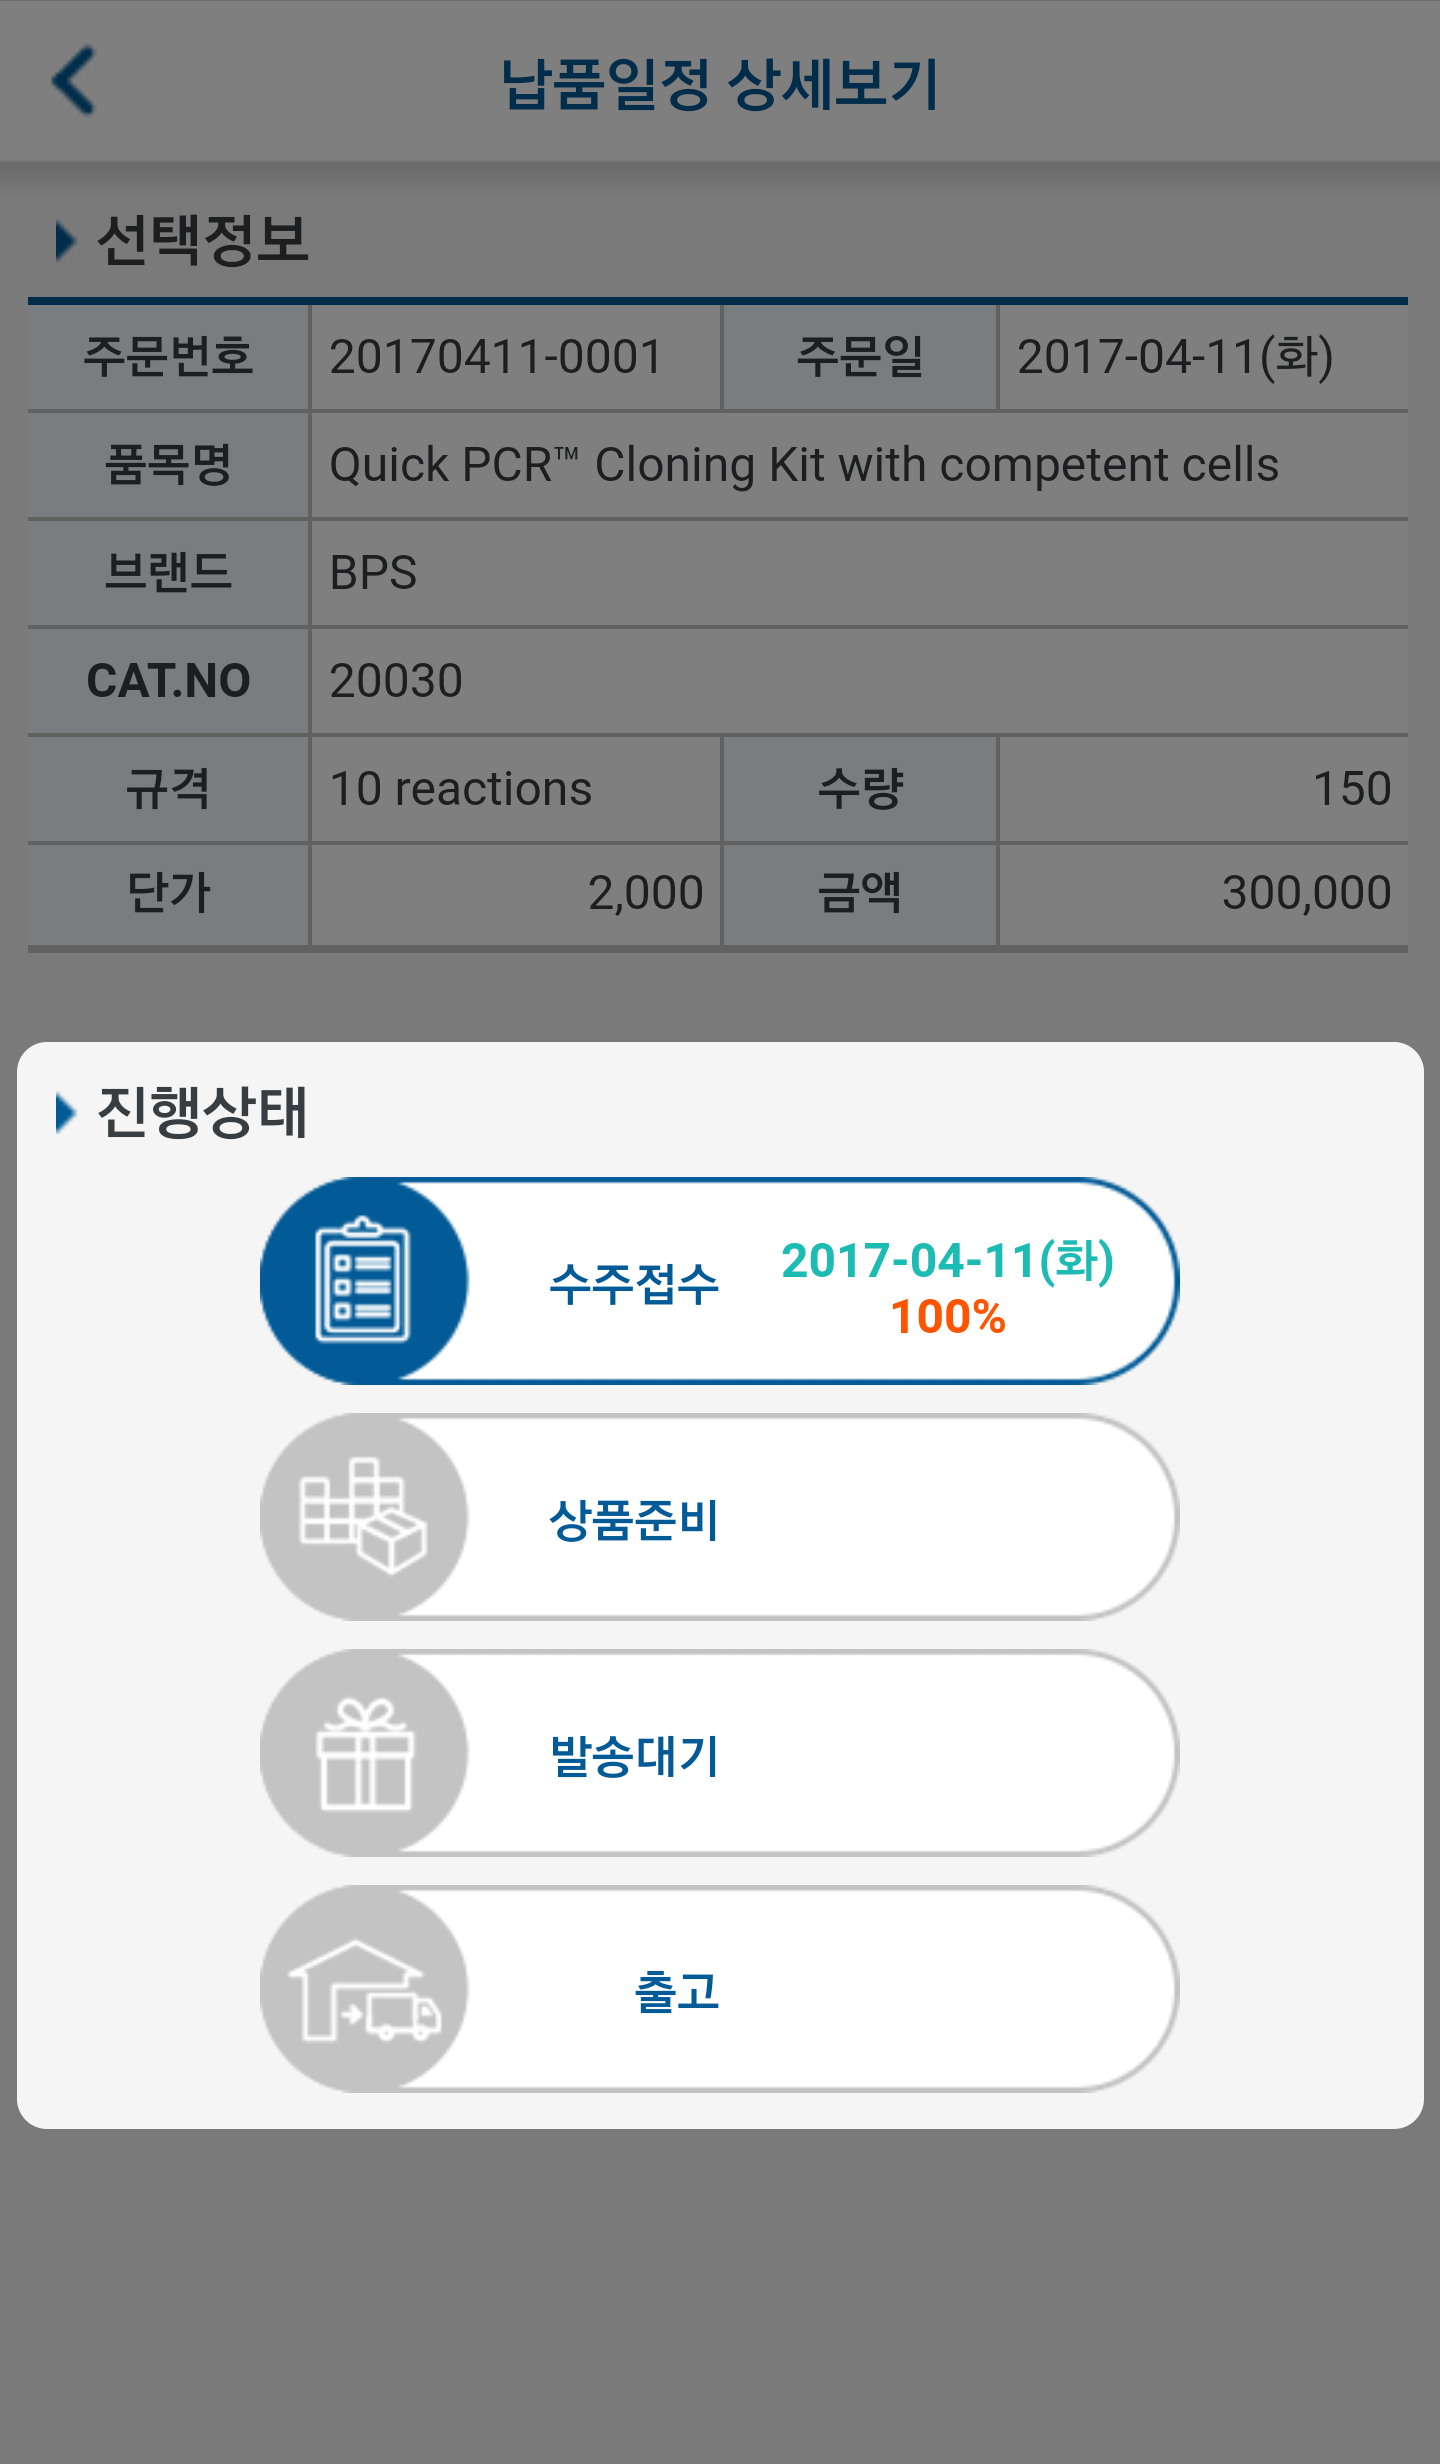 납품일정 상세보기
선택정보
주문번호 20170411-0001 주문일 2017-04-11(화)
품목명 Quick PCR™ Cloning Kit with competent cells
브랜드 BPS
CAT.NO 20030
규격 10 reactions 수량 150
단가 2,000 금액 300,000
진행상태
수주접수 2017-04-11(화)
100%
상품준비
발송대기
출고